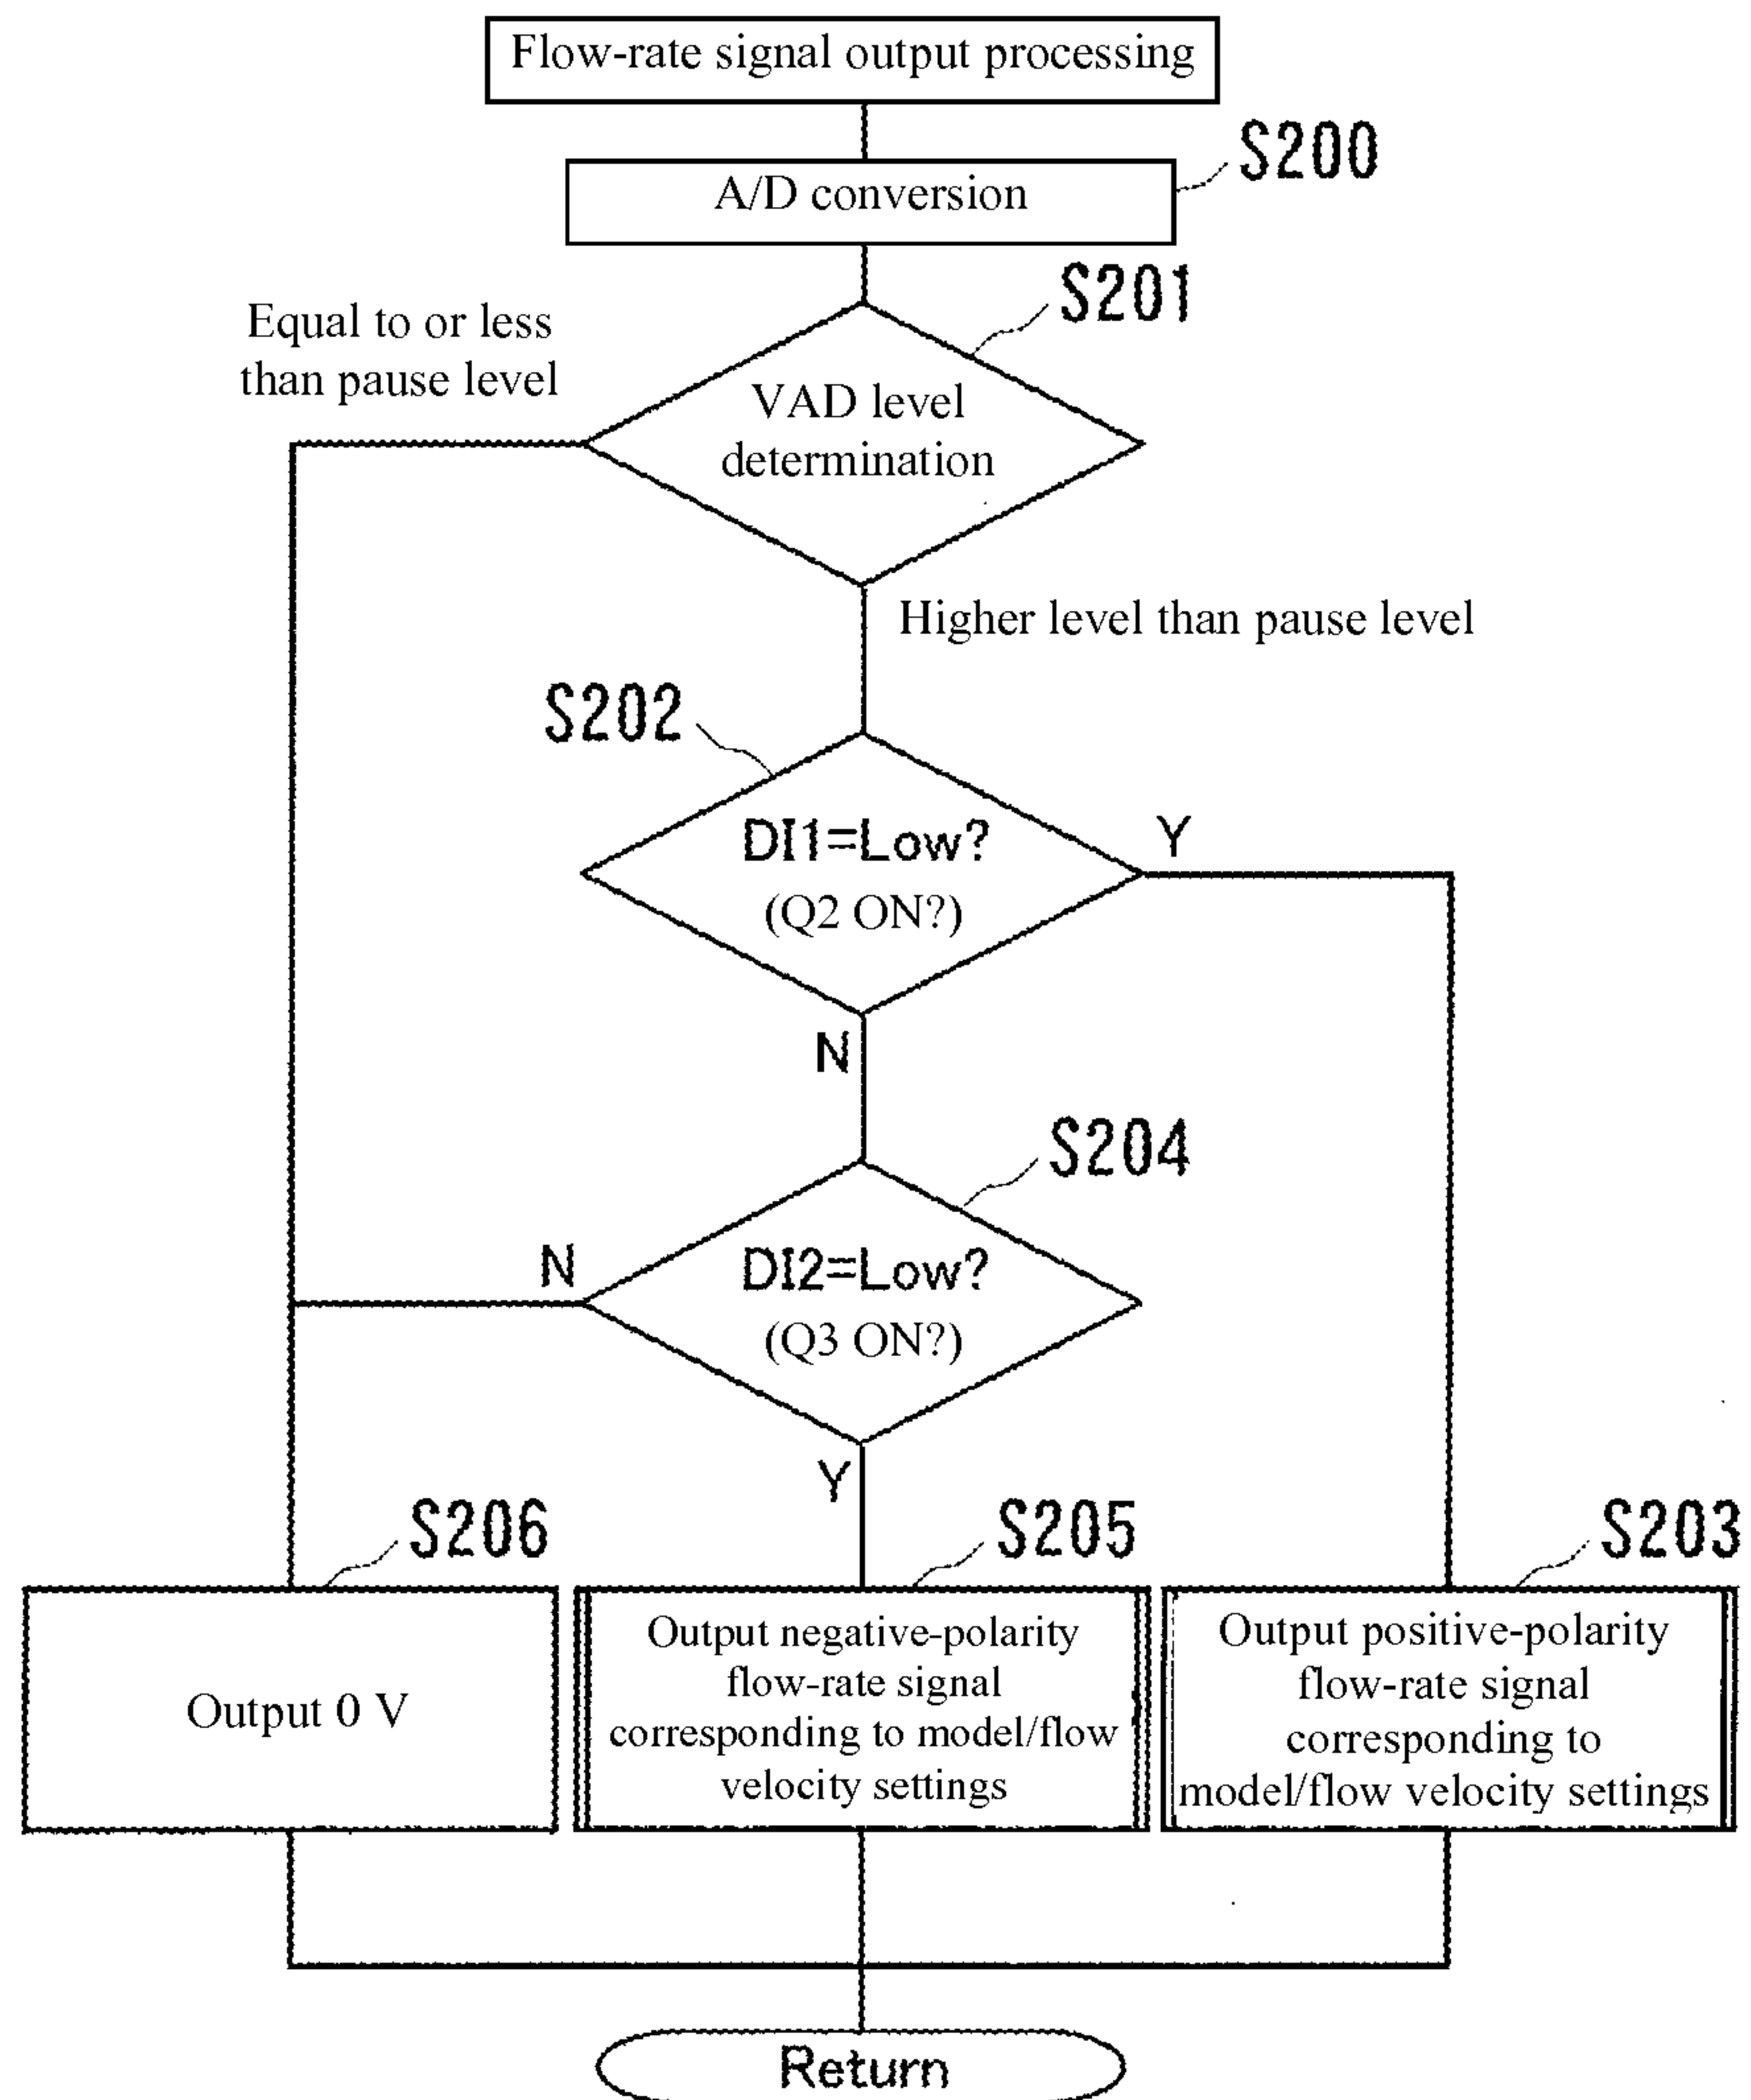 Flow-rate signal output processing
S200
A/D conversion
S201
Equal to or less
than pause level
VAD level
determination
Higher level than pause level
S202
DI1=Low?
(Q2 ON?)
Y
N
S204
DI2=Low?
(Q3 ON?)
N
Y
S206
Output 0 V
S205
Output negative-polarity
flow-rate signal
corresponding to model/flow
velocity settings
S203
Output positive-polarity
flow-rate signal
corresponding to
model/flow velocity settings
Return